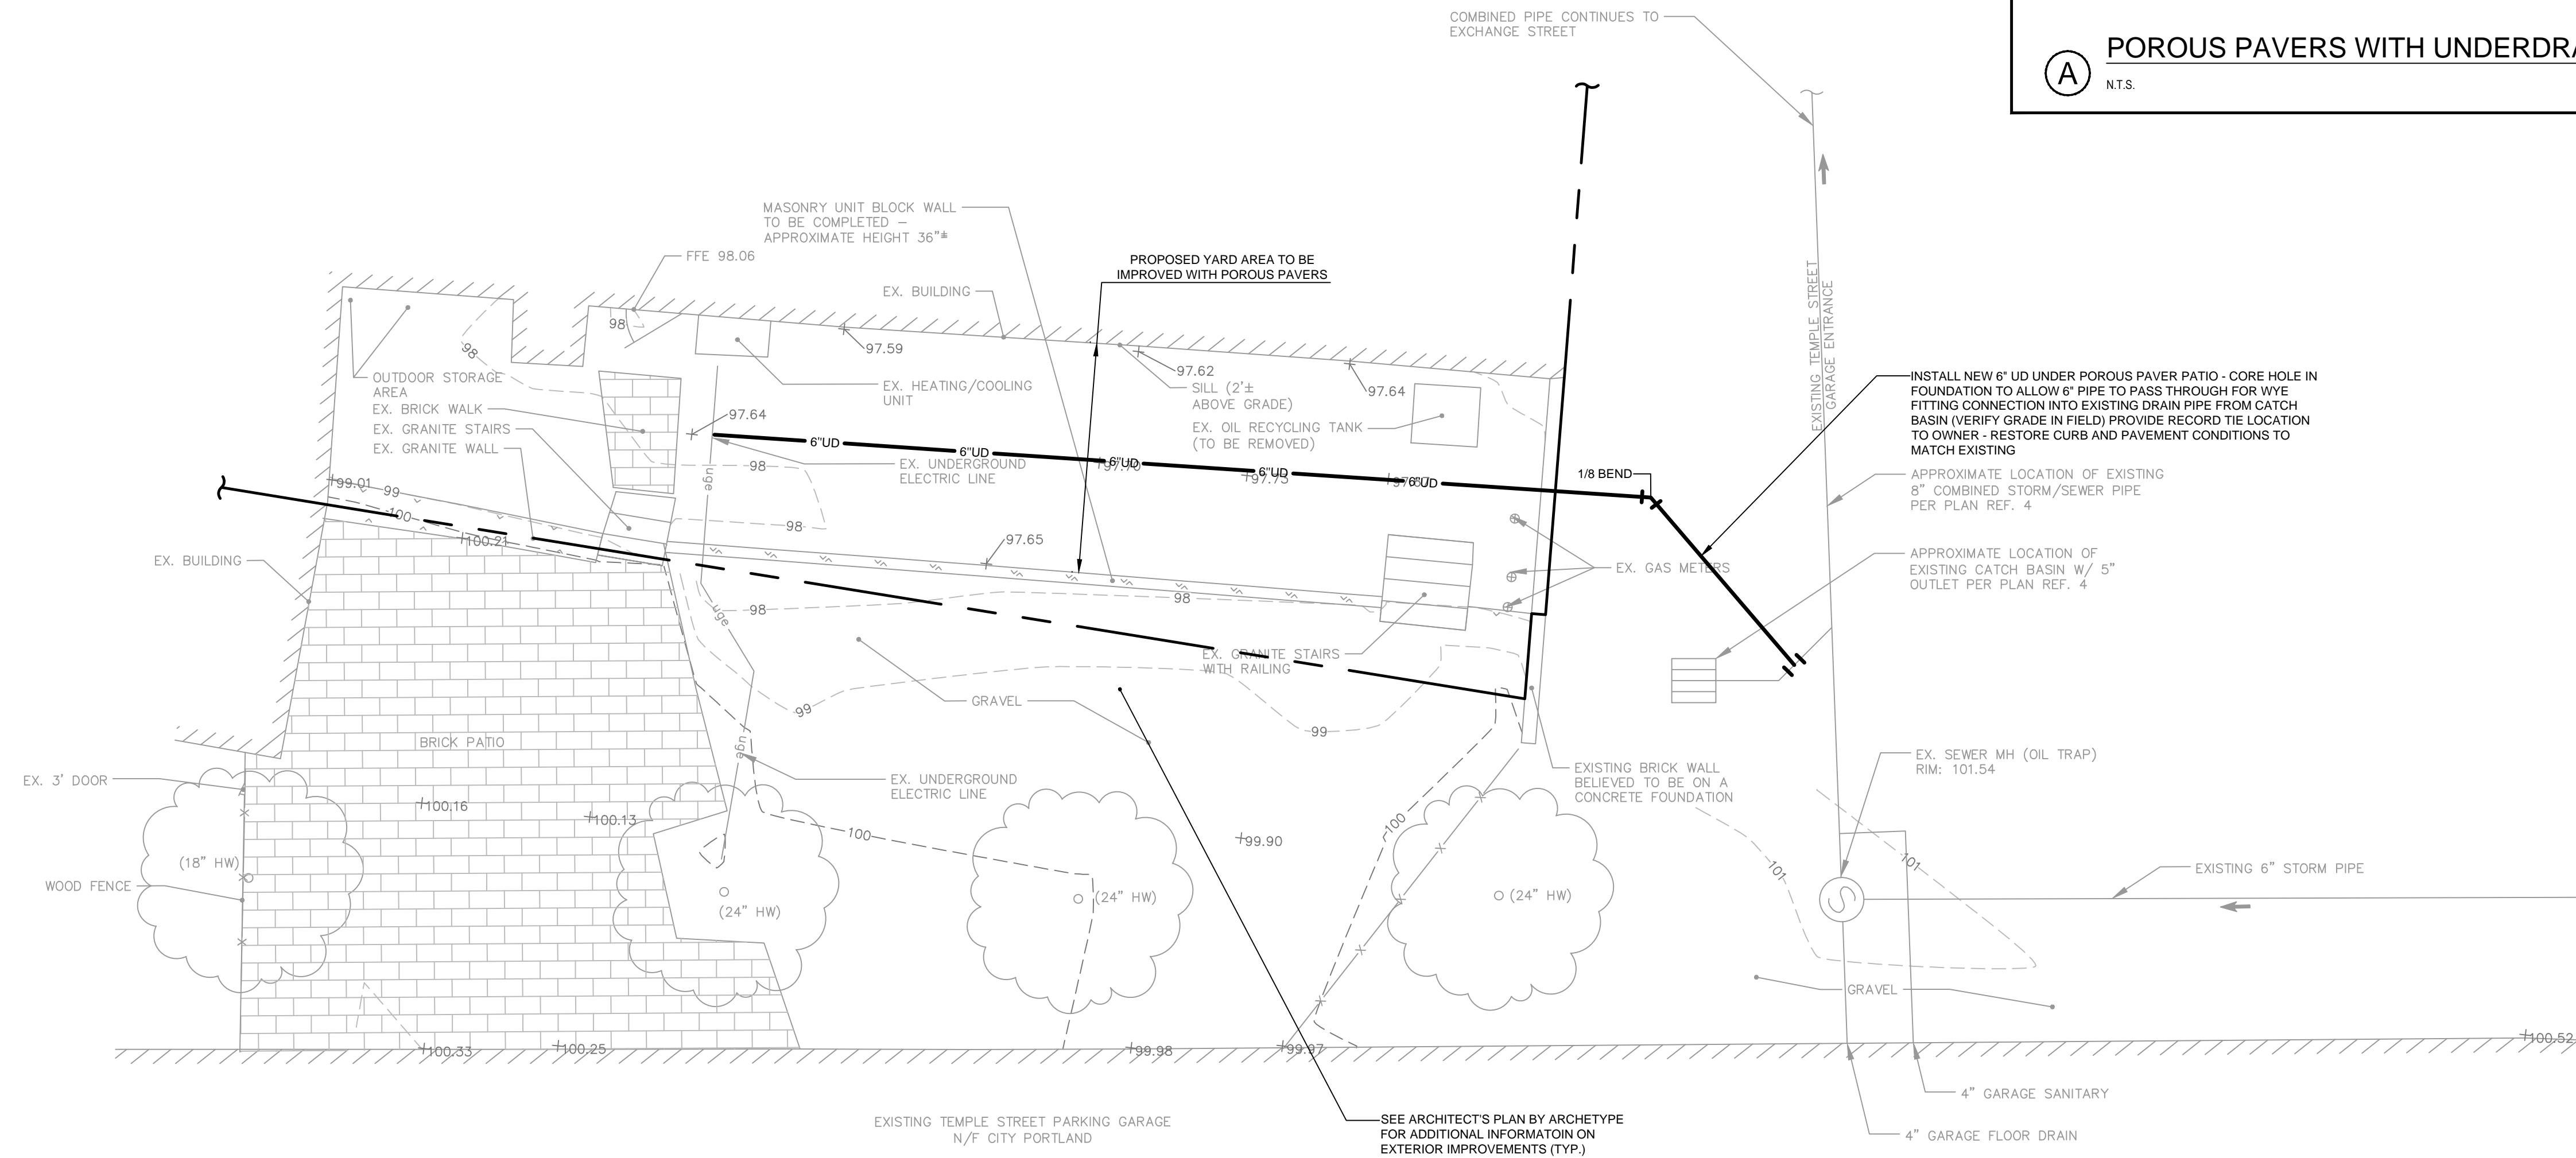 COMBINED PIPE CONTINUES TO
EXCHANGE STREET
A
POROUS PAVERS WITH UNDERDRA
N.T.S.
MASONRY UNIT BLOCK WALL
TO BE COMPLETED –
APPROXIMATE HEIGHT 36"±
FFE 98.06
PROPOSED YARD AREA TO BE
IMPROVED WITH POROUS PAVERS
EX. BUILDING
98
98
97.59
97.62
97.64
OUTDOOR STORAGE
AREA
EX. BRICK WALK
EX. GRANITE STAIRS
EX. GRANITE WALL
EX. HEATING/COOLING
UNIT
SILL (2'±
ABOVE GRADE)
EX. OIL RECYCLING TANK
(TO BE REMOVED)
97.64
EXISTING TEMPLE STREET
GARAGE ENTRANCE
INSTALL NEW 6" UD UNDER POROUS PAVER PATIO - CORE HOLE IN
FOUNDATION TO ALLOW 6" PIPE TO PASS THROUGH FOR WYE
FITTING CONNECTION INTO EXISTING DRAIN PIPE FROM CATCH
BASIN (VERIFY GRADE IN FIELD) PROVIDE RECORD TIE LOCATION
TO OWNER - RESTORE CURB AND PAVEMENT CONDITIONS TO
MATCH EXISTING
6"UD
6"UD
6"UD
6"UD
6"UD
97.70
97.73
1/8 BEND
98
uge
EX. UNDERGROUND
ELECTRIC LINE
APPROXIMATE LOCATION OF EXISTING
8" COMBINED STORM/SEWER PIPE
PER PLAN REF. 4
99.01
99
100
100.21
98
97.65
EX. BUILDING
APPROXIMATE LOCATION OF
EXISTING CATCH BASIN W/ 5"
OUTLET PER PLAN REF. 4
EX. GAS METERS
98
98
uge
EX. GRANITE STAIRS
WITH RAILING
GRAVEL
99
99
BRICK PATIO
uge
EX. 3' DOOR
EX. UNDERGROUND
ELECTRIC LINE
EXISTING BRICK WALL
BELIEVED TO BE ON A
CONCRETE FOUNDATION
EX. SEWER MH (OIL TRAP)
RIM: 101.54
100.16
100.13
100
99.90
100
(18" HW)
WOOD FENCE
(24" HW)
(24" HW)
(24" HW)
101
101
S
EXISTING 6" STORM PIPE
GRAVEL
100.33
100.25
99.98
99.97
100.52
4" GARAGE SANITARY
4" GARAGE FLOOR DRAIN
EXISTING TEMPLE STREET PARKING GARAGE
N/F CITY PORTLAND
SEE ARCHITECT'S PLAN BY ARCHETYPE
FOR ADDITIONAL INFORMATOIN ON
EXTERIOR IMPROVEMENTS (TYP.)